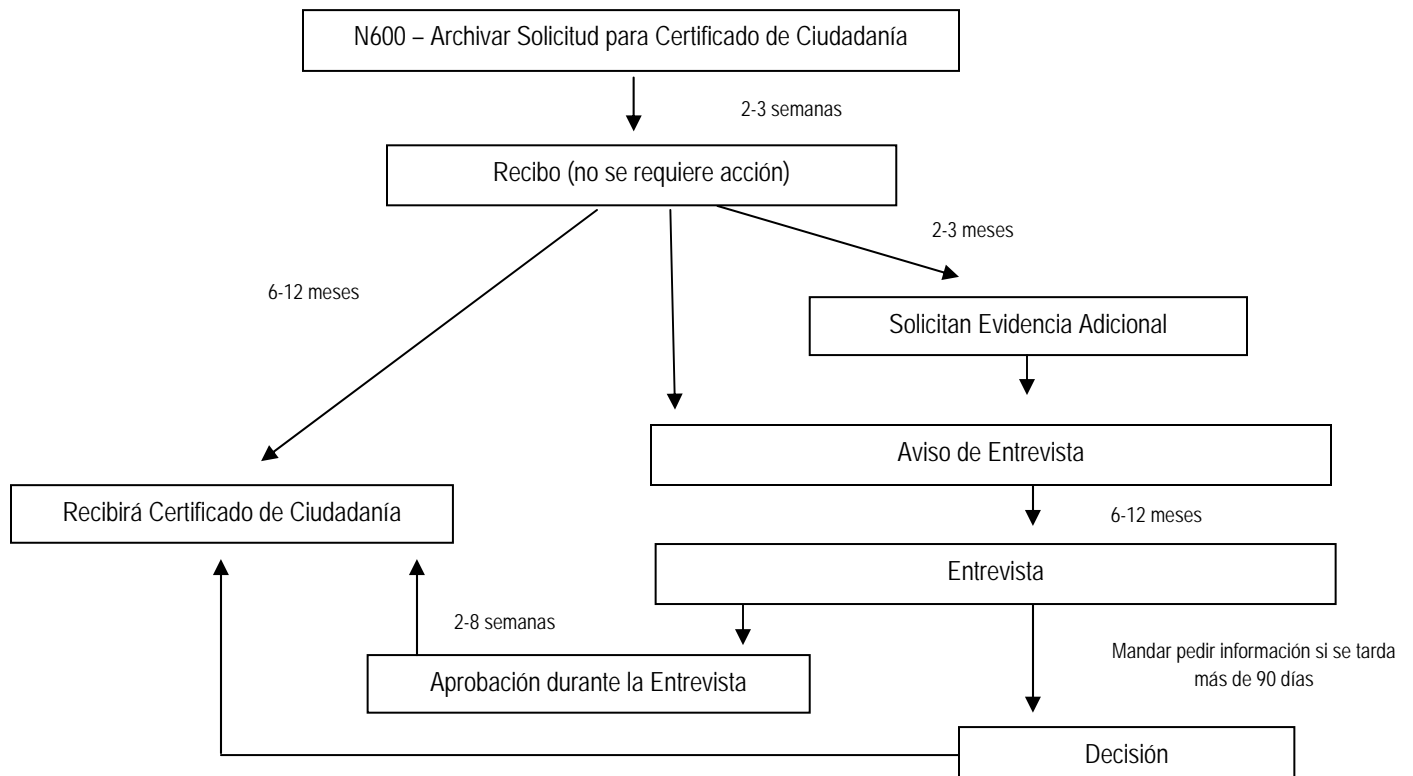 N600 – Archivar Solicitud para Certificado de Ciudadanía
2-3 semanas
Recibo (no se requiere acción)
2-3 meses
6-12 meses
Solicitan Evidencia Adicional
Aviso de Entrevista
Recibirá Certificado de Ciudadanía
6-12 meses
Entrevista
2-8 semanas
Mandar pedir información si se tarda
más de 90 días
Aprobación durante la Entrevista
Decisión